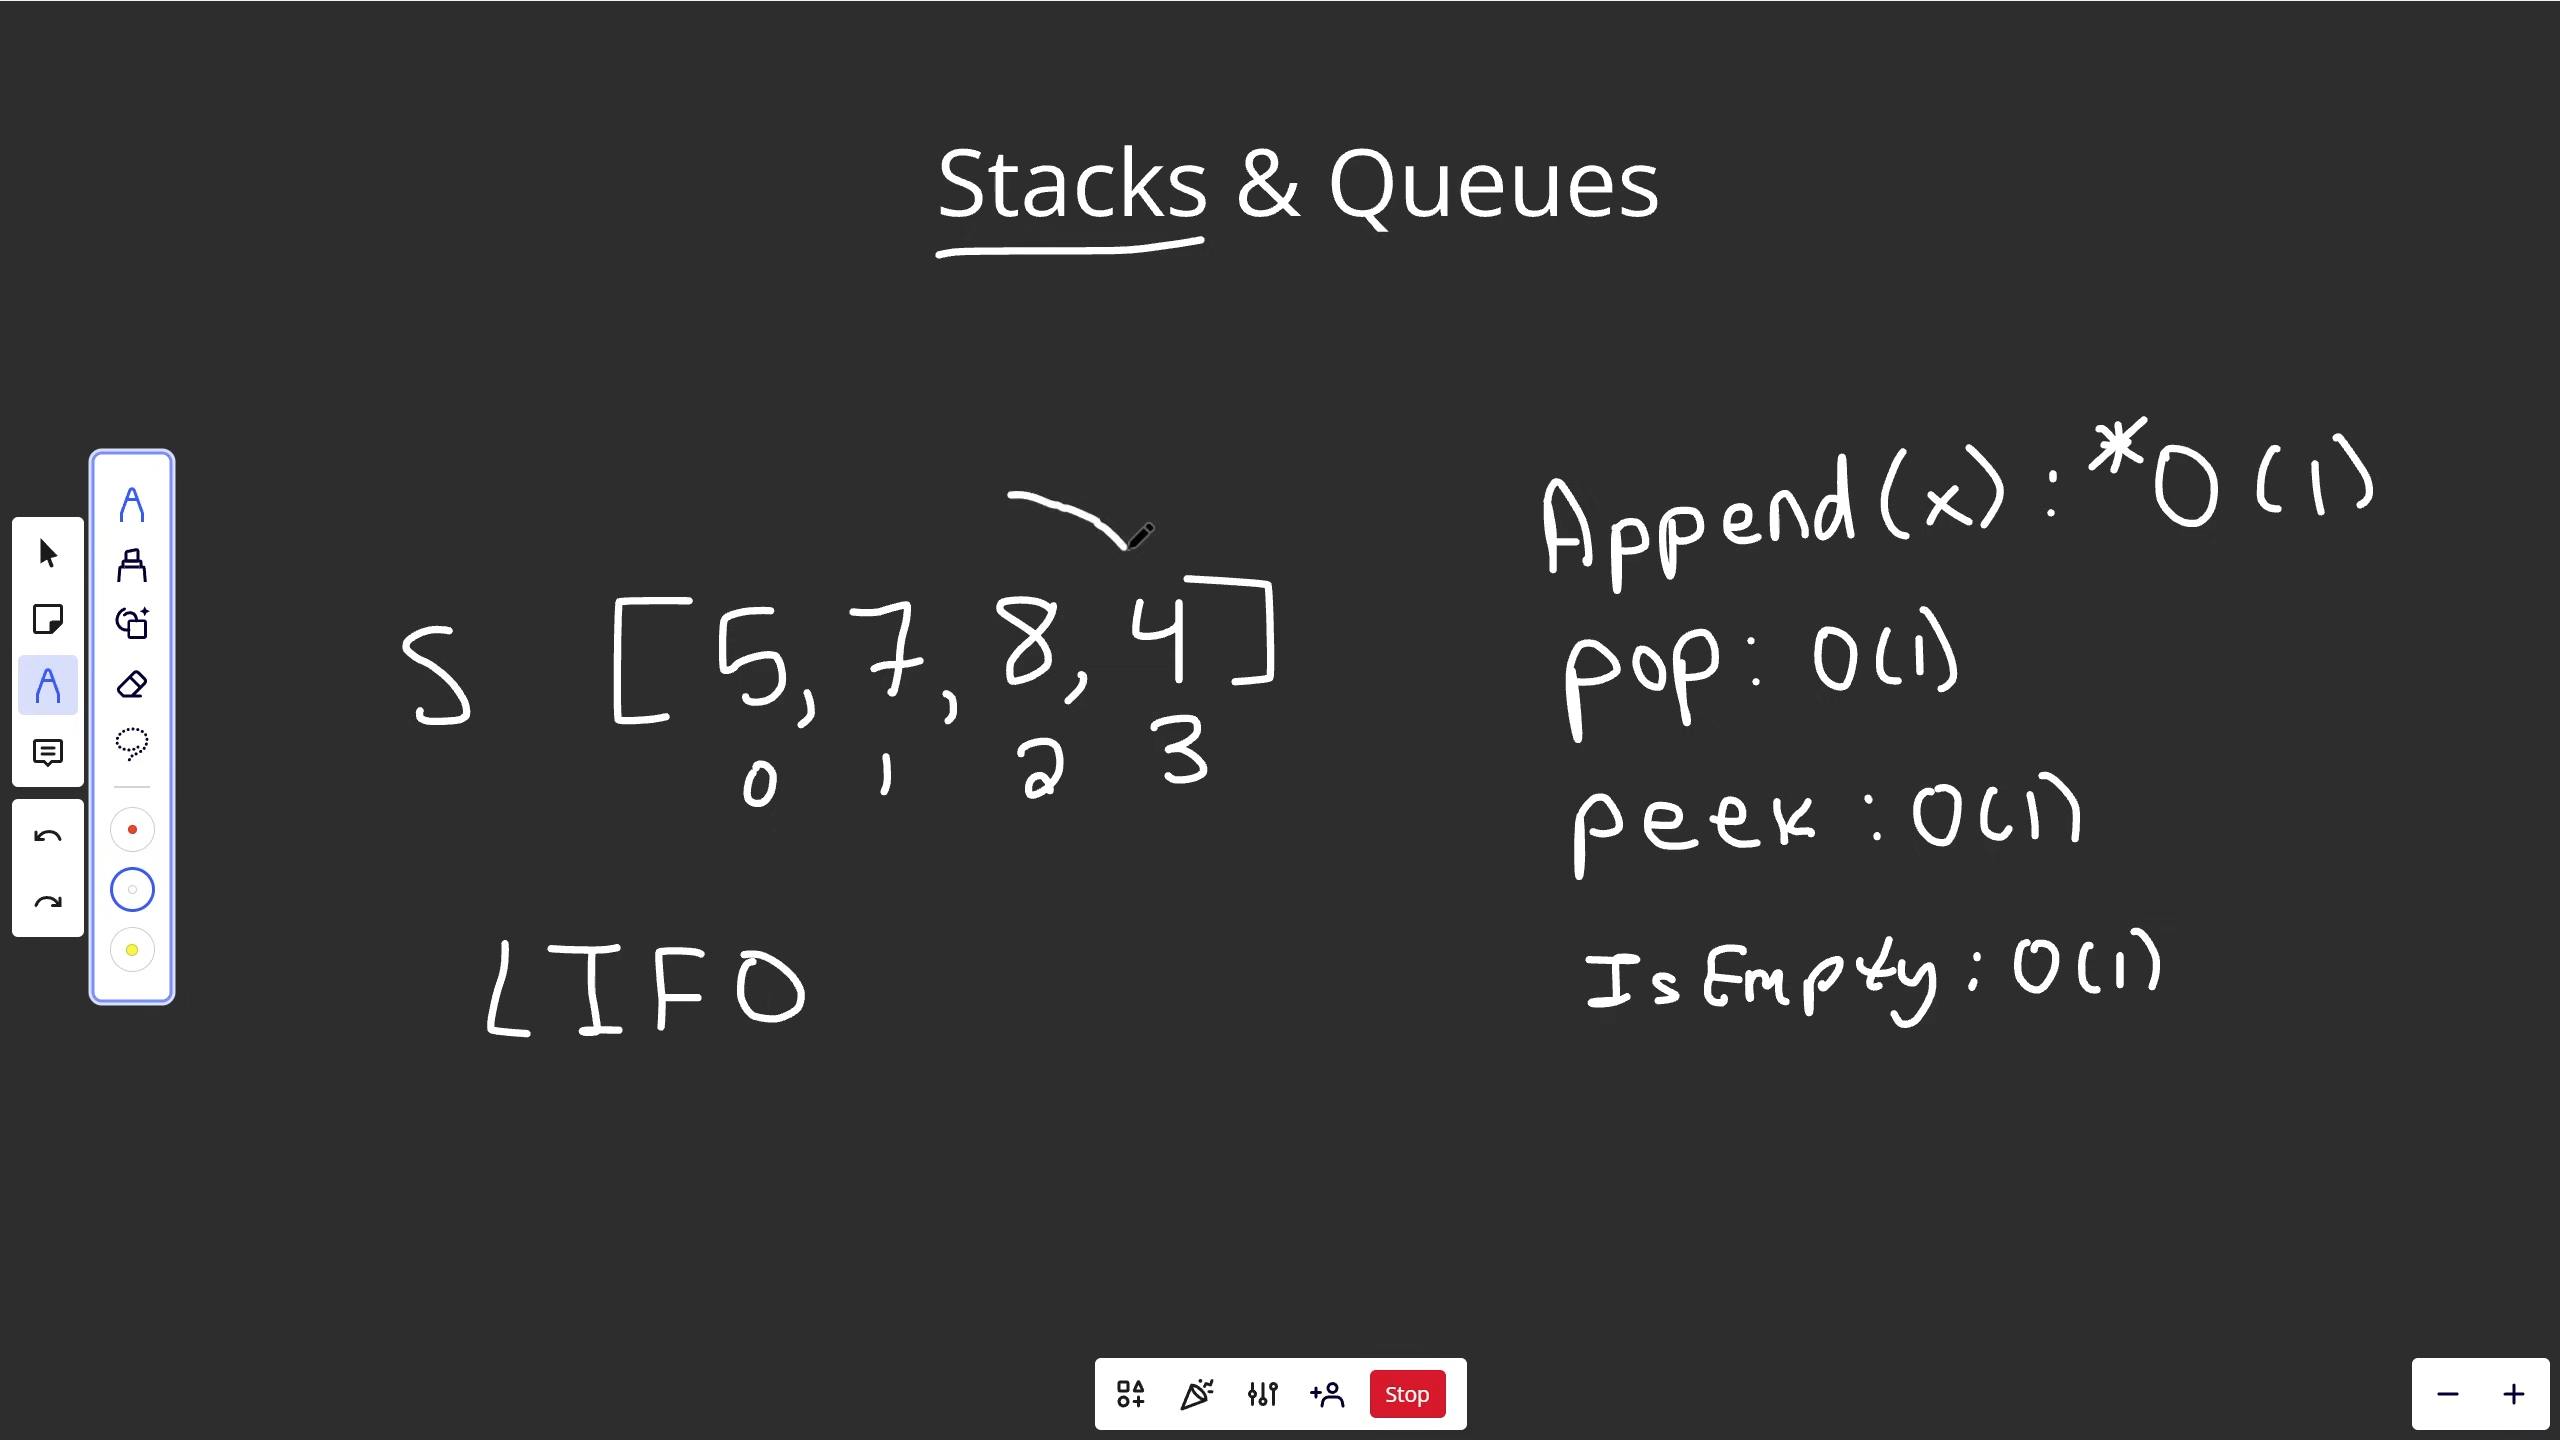 Stacks & Queues
Append(x): *O(1)
S [5, 7, 8, 4]
0 1 2 3
pop: O(1)
peek: O(1)
LIFO
IsEmpty: O(1)
Stop